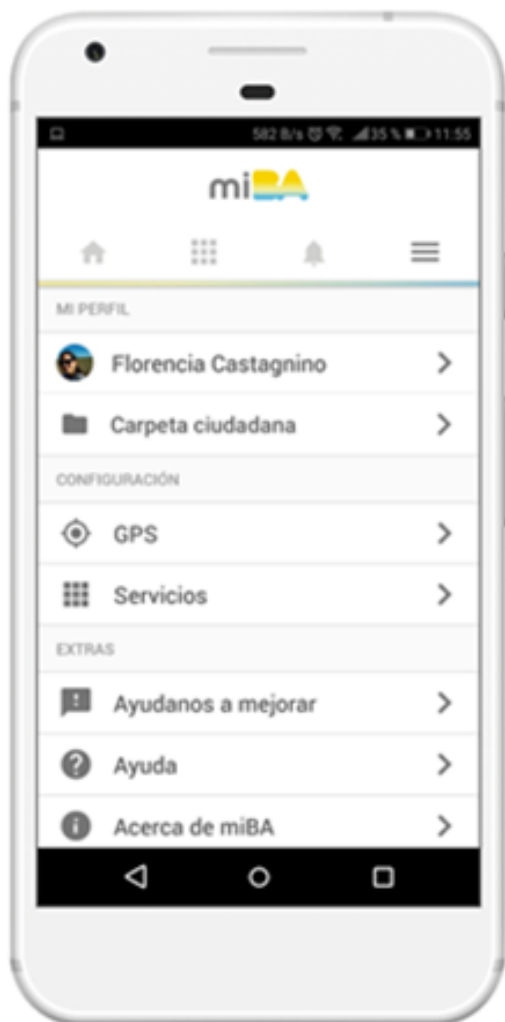 582 B/s 35 % 11:55
miBA
MI PERFIL
Florencia Castagnino
Carpeta ciudadana
CONFIGURACIÓN
GPS
Servicios
EXTRAS
Ayudanos a mejorar
Ayuda
Acerca de miBA